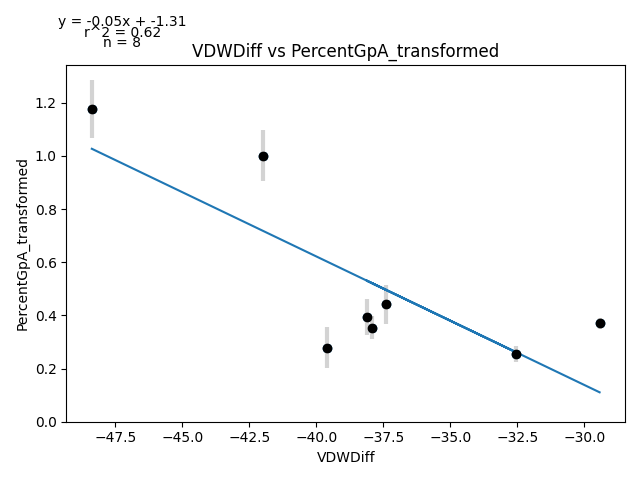 y = -0.05x + -1.31
r^2 = 0.62
n = 8
VDWDiff vs PercentGpA_transformed
PercentGpA_transformed
1.2
1.0
0.8
0.6
0.4
0.2
0.0
−47.5 −45.0 −42.5 −40.0 −37.5 −35.0 −32.5 −30.0
VDWDiff